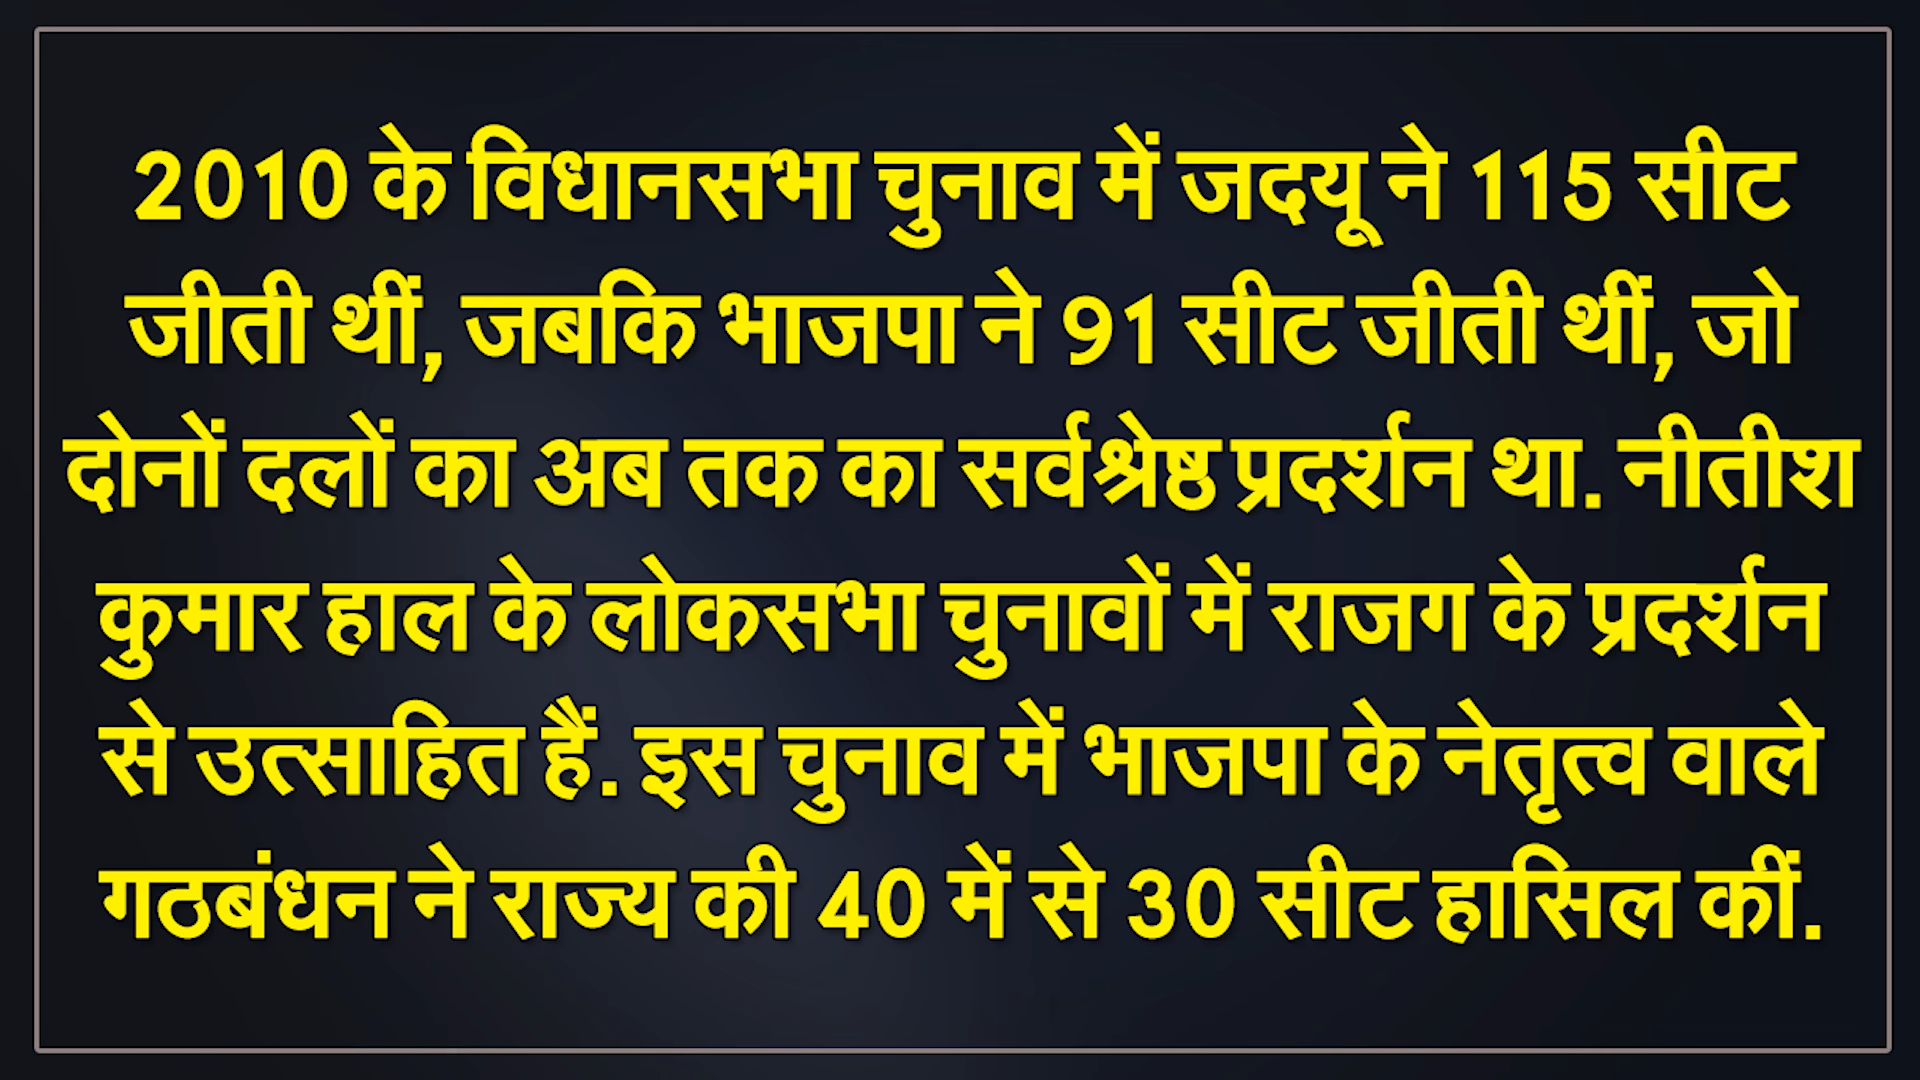 2010 के विधानसभा चुनाव में जदयू ने 115 सीट
जीती थीं, जबकि भाजपा ने 91 सीट जीती थीं, जो
दोनों दलों का अब तक का सर्वश्रेष्ठ प्रदर्शन था. नीतीश
कुमार हाल के लोकसभा चुनावों में राजग के प्रदर्शन
से उत्साहित हैं. इस चुनाव में भाजपा के नेतृत्व वाले
गठबंधन ने राज्य की 40 में से 30 सीट हासिल कीं.